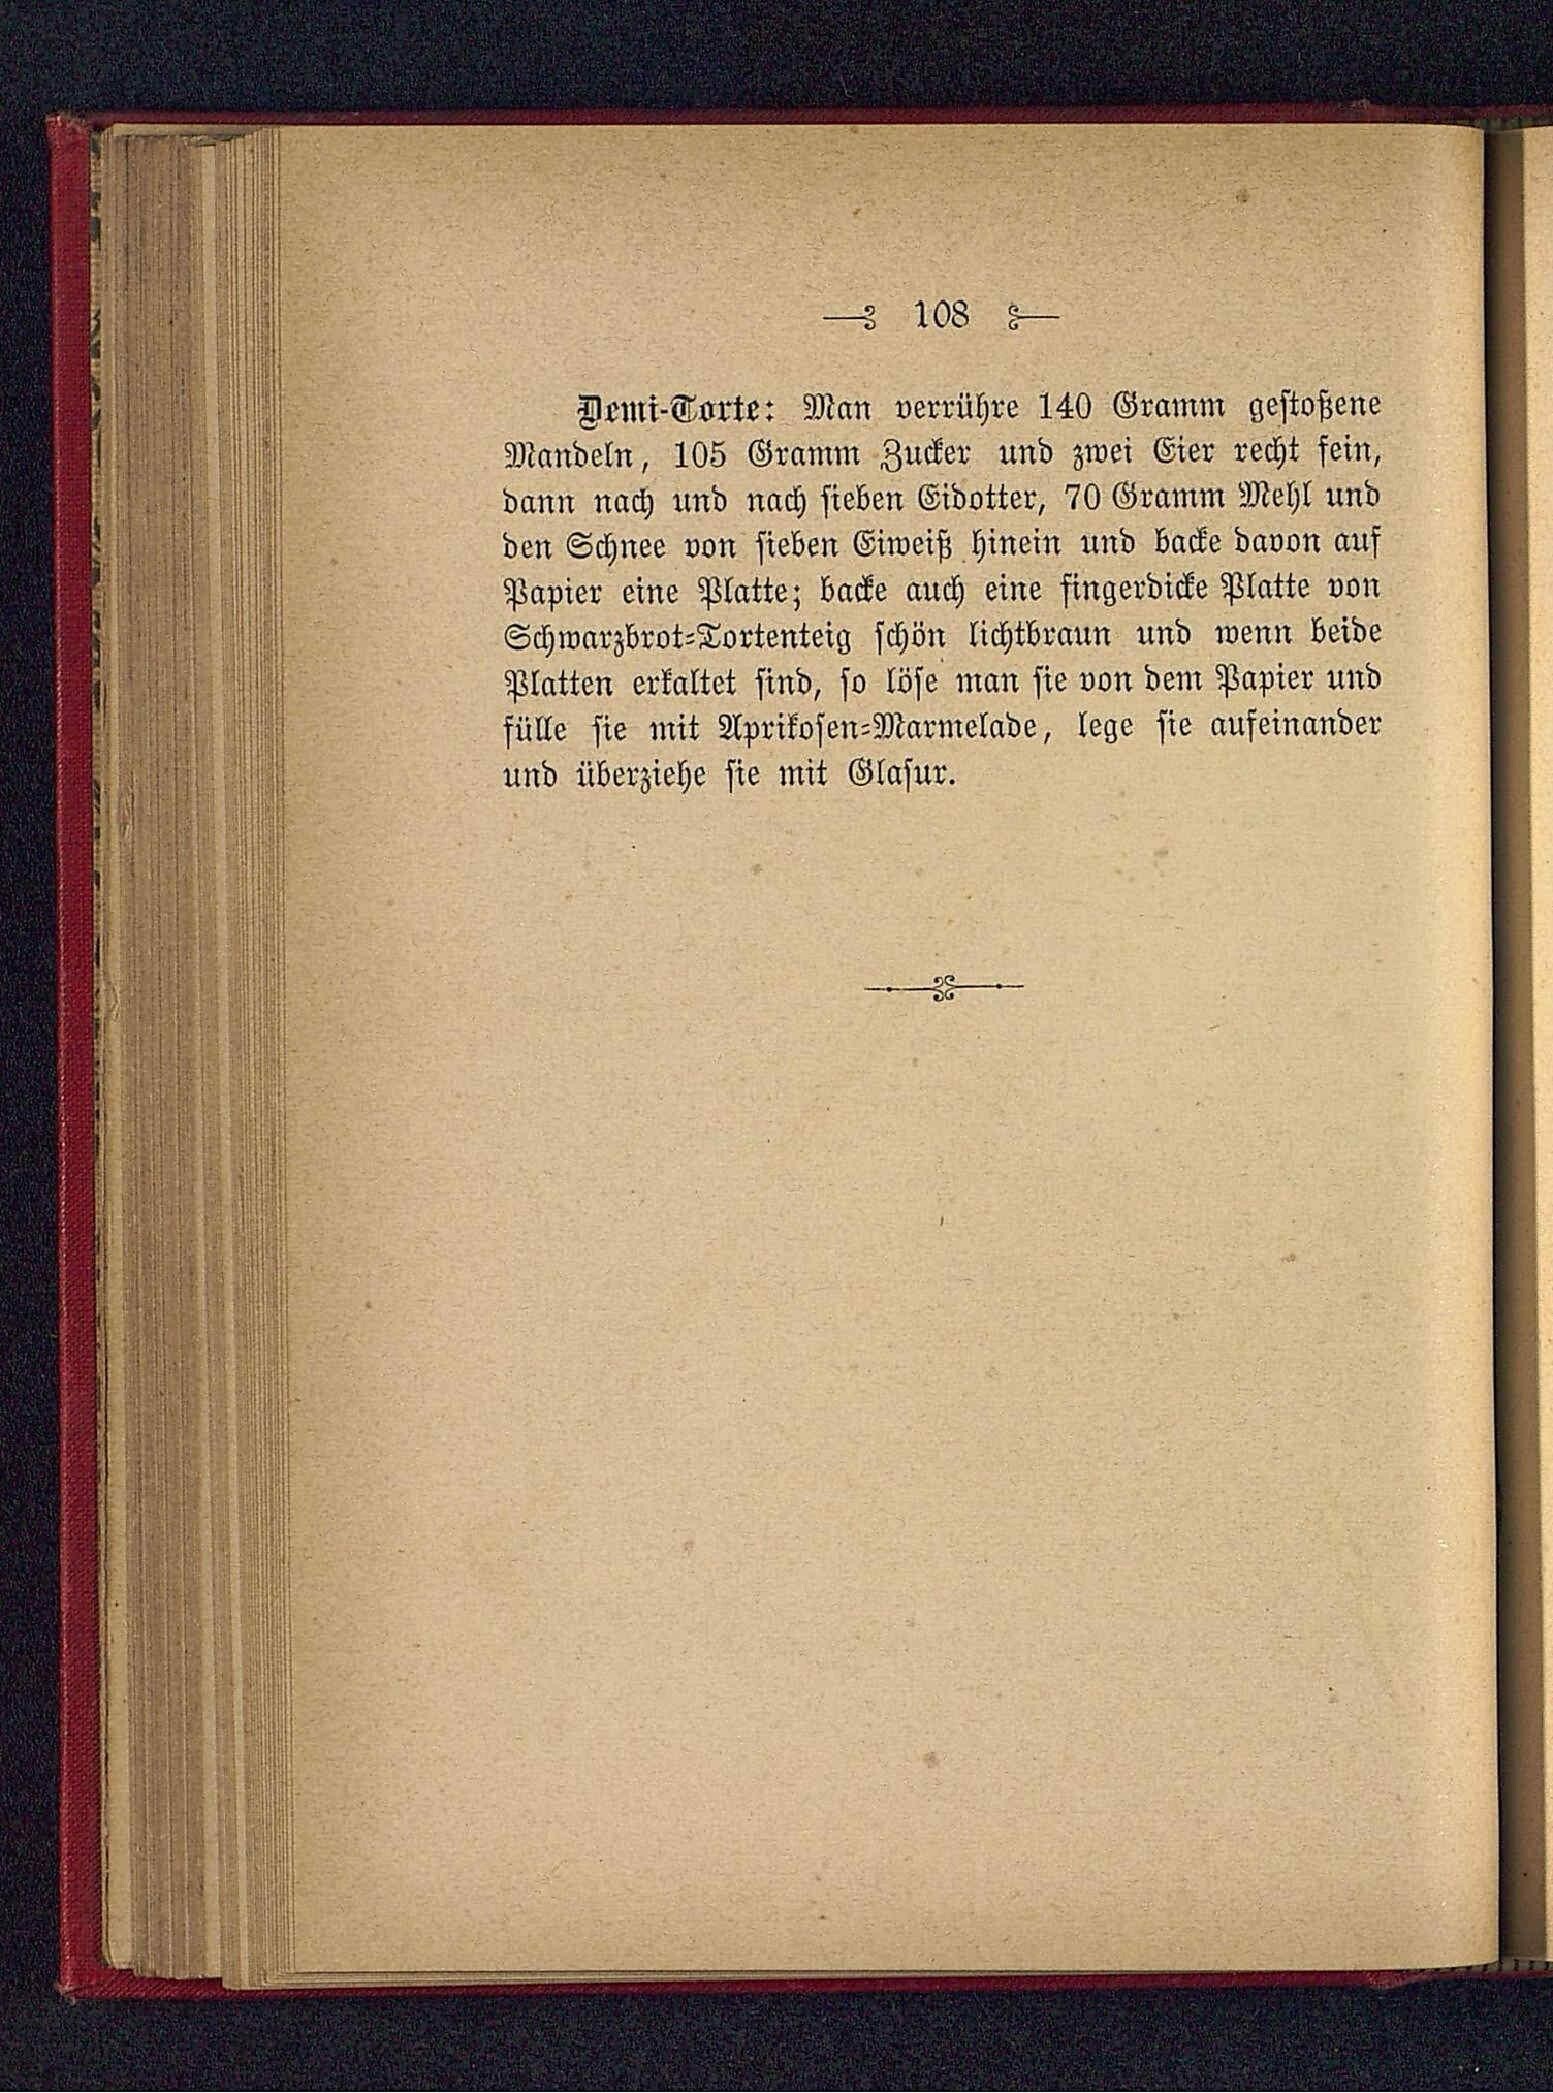 108
Demi-Torte: Man verrühre 140 Gramm gestoßene
Mandeln, 105 Gramm Zucker und zwei Eier recht fein,
dann nach und nach sieben Eidotter, 70 Gramm Mehl und
den Schnee von sieben Eiweiß hinein und backe davon auf
Papier eine Platte; backe auch eine fingerdicke Platte von
Schwarzbrot-Tortenteig schön lichtbraun und wenn beide
Platten erkaltet sind, so löse man sie von dem Papier und
fülle sie mit Aprikosen-Marmelade, lege sie aufeinander
und überziehe sie mit Glasur.